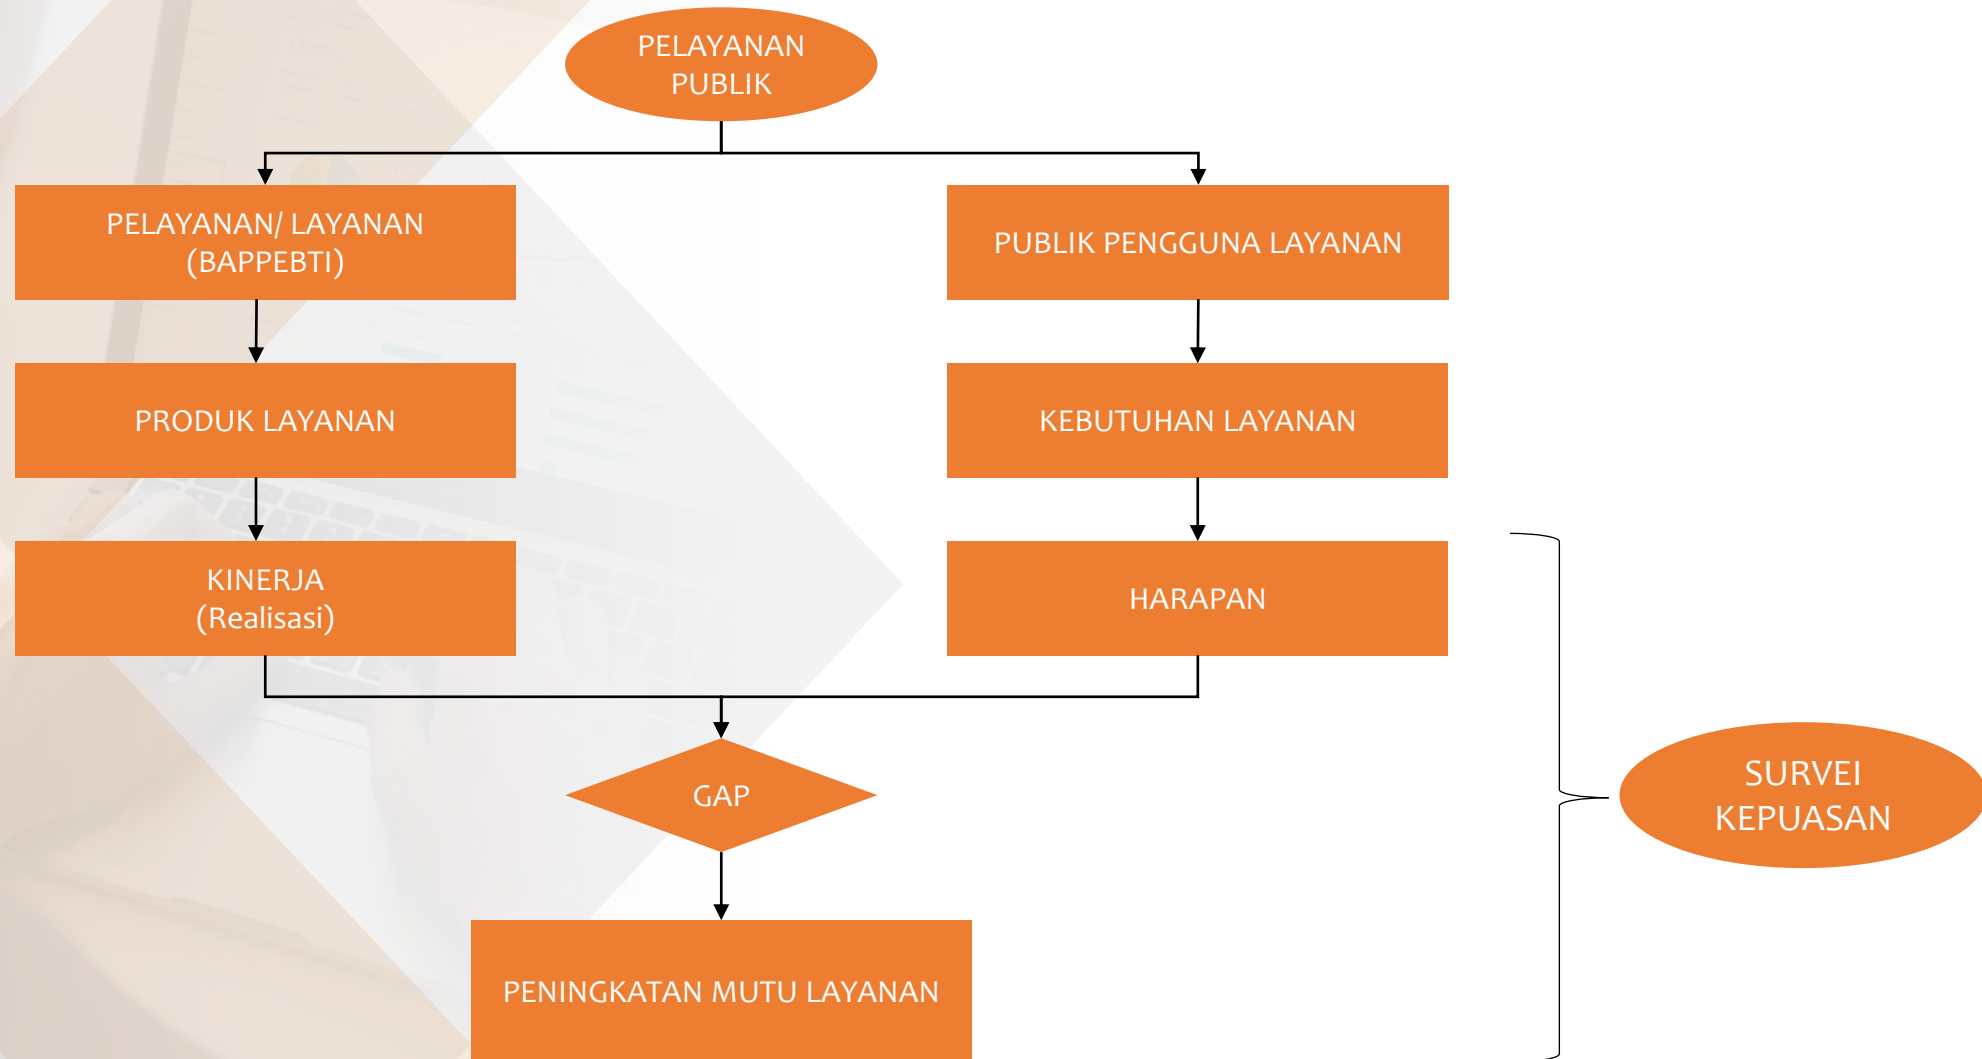 PELAYANAN
PUBLIK
PELAYANAN/ LAYANAN
(BAPPEBTI)
PUBLIK PENGGUNA LAYANAN
PRODUK LAYANAN
KEBUTUHAN LAYANAN
KINERJA
(Realisasi)
HARAPAN
GAP
SURVEI
KEPUASAN
PENINGKATAN MUTU LAYANAN